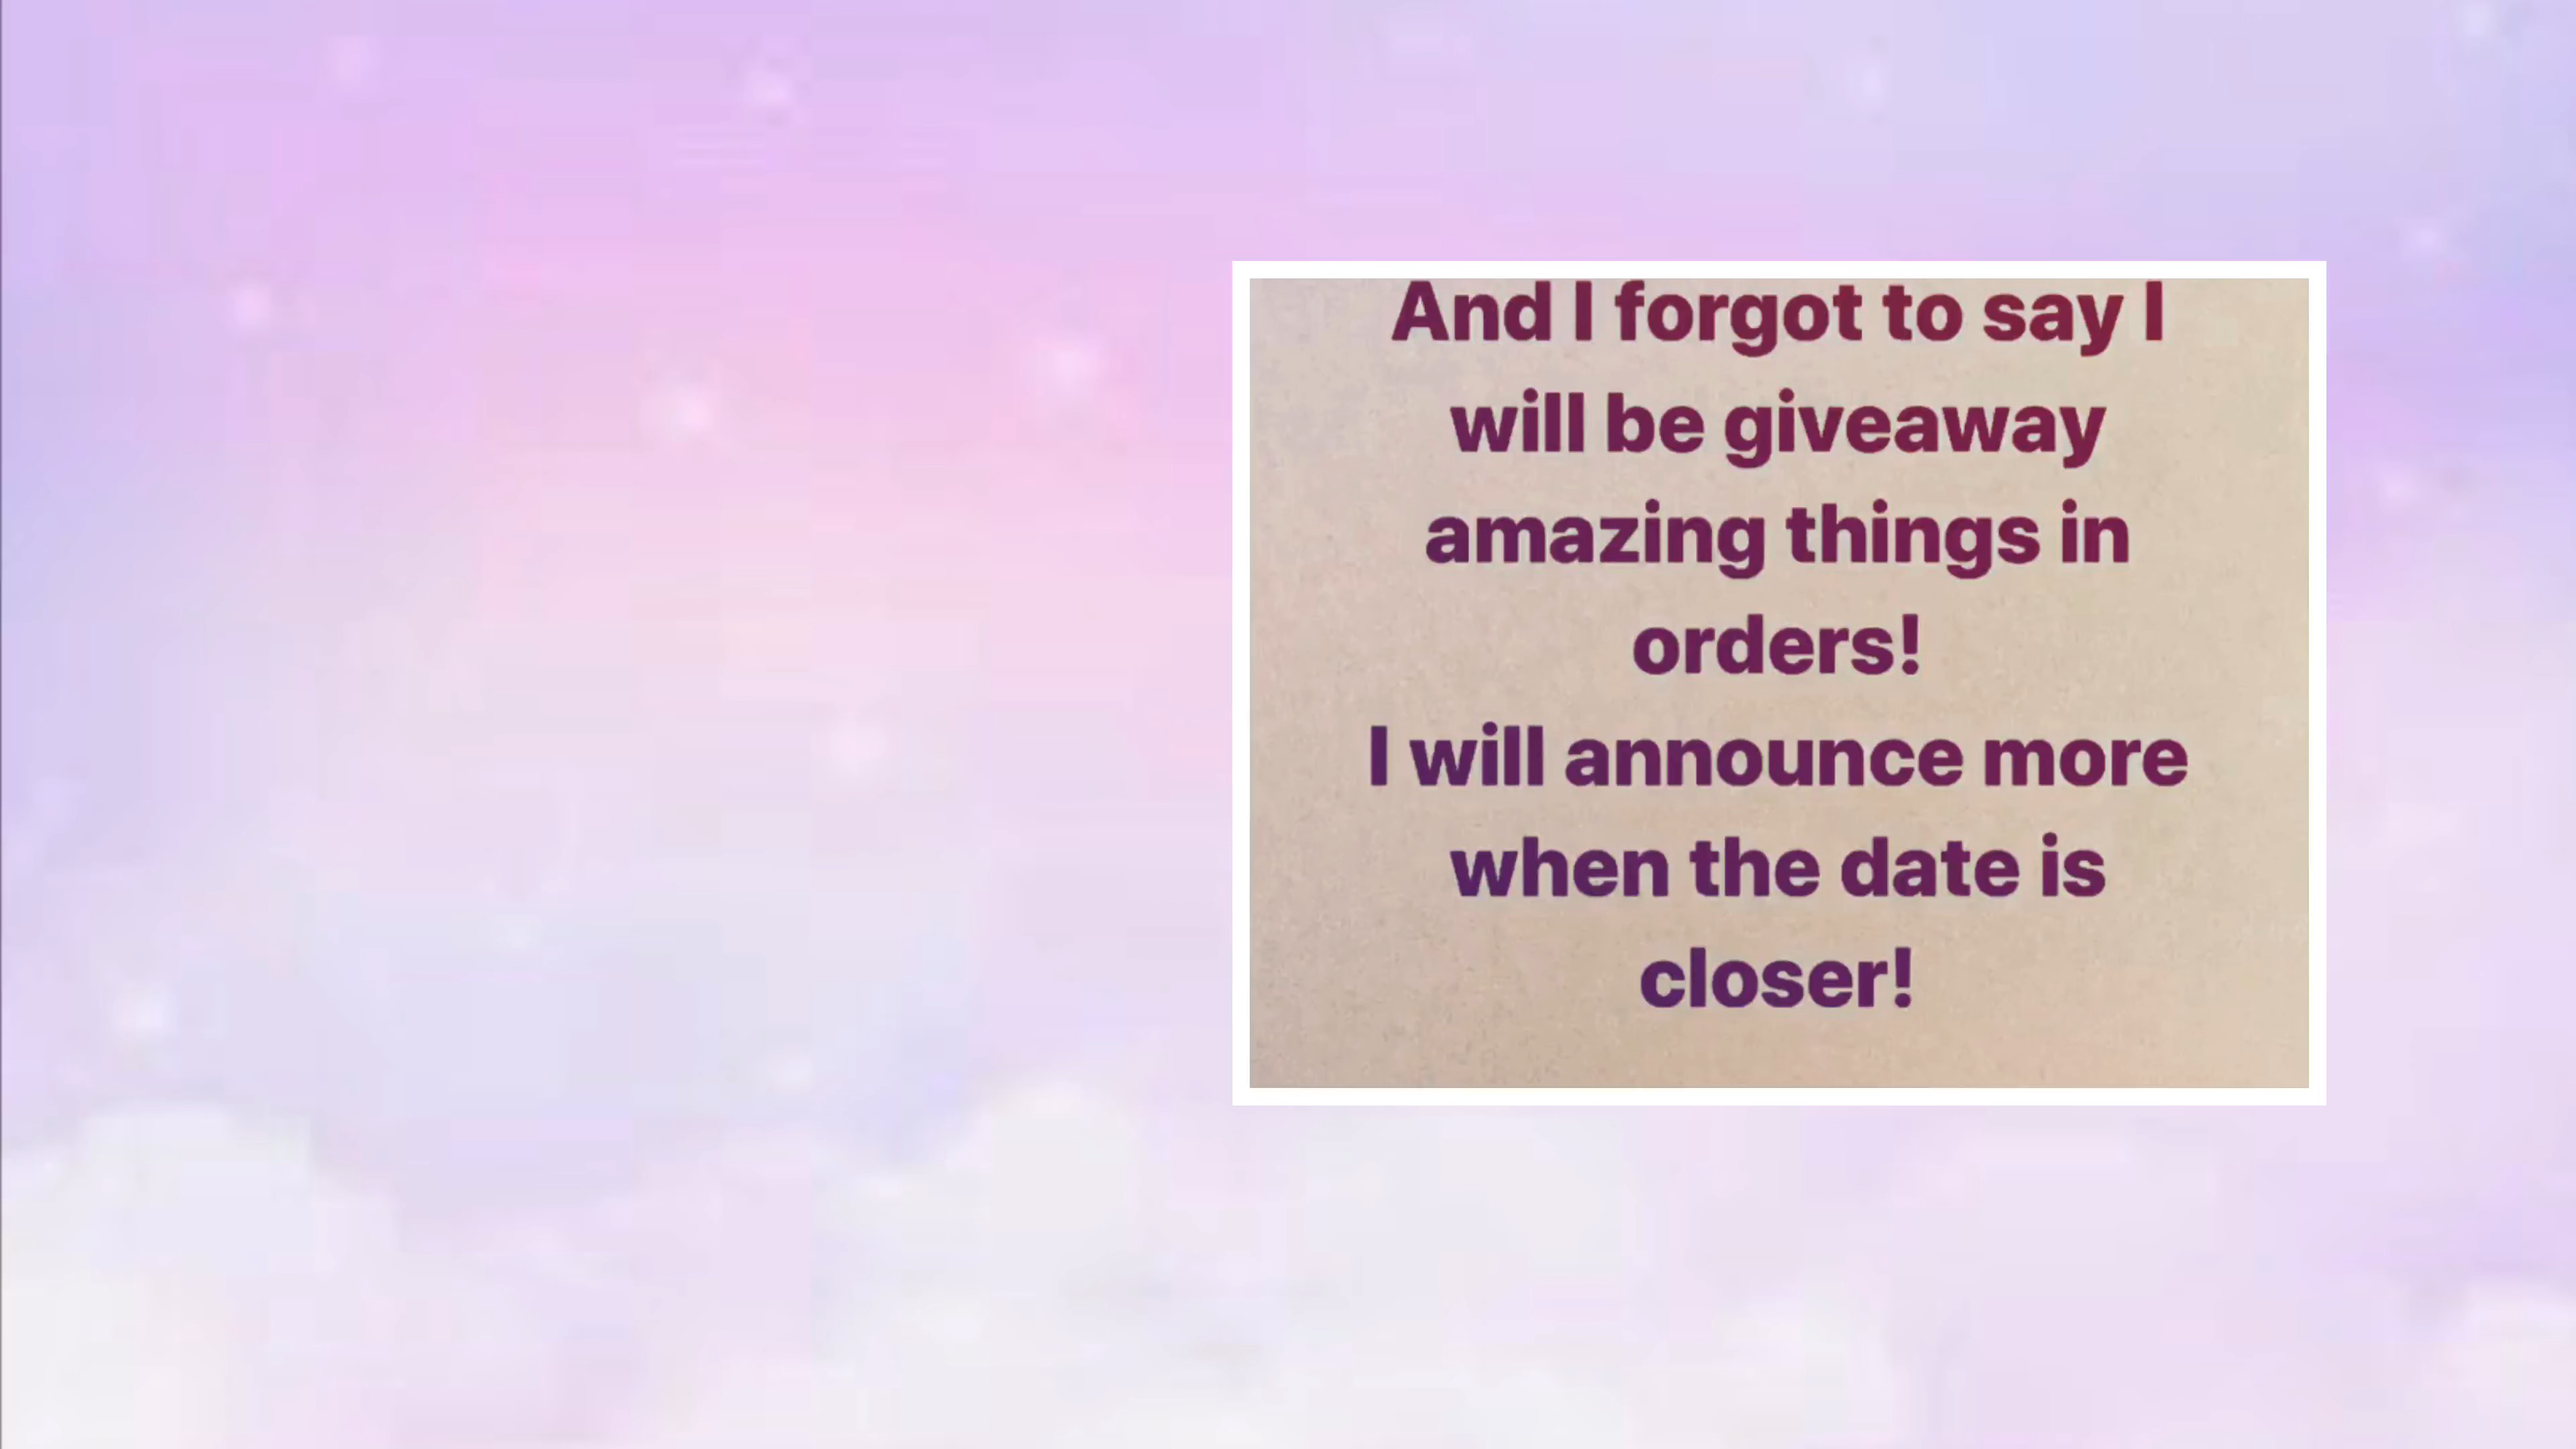 And I forgot to say I
will be giveaway
amazing things in
orders!
I will announce more
when the date is
closer!